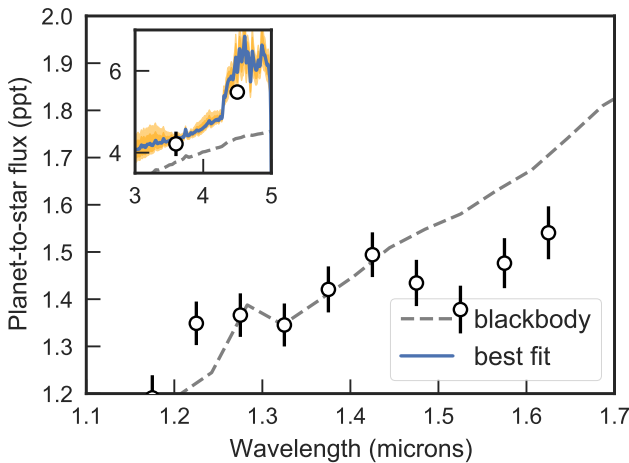 2.0
1.9
1.8
1.7
1.6
1.5
1.4
1.3
1.2
Planet-to-star flux (ppt)
6
4
3 4 5
blackbody
best fit
1.1 1.2 1.3 1.4 1.5 1.6 1.7
Wavelength (microns)